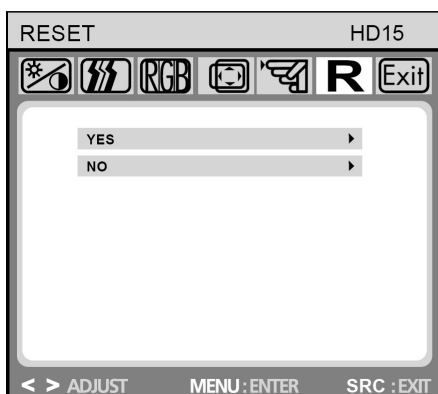 RESET HD15
RGB R Exit
YES
NO
< > ADJUST MENU : ENTER SRC : EXIT